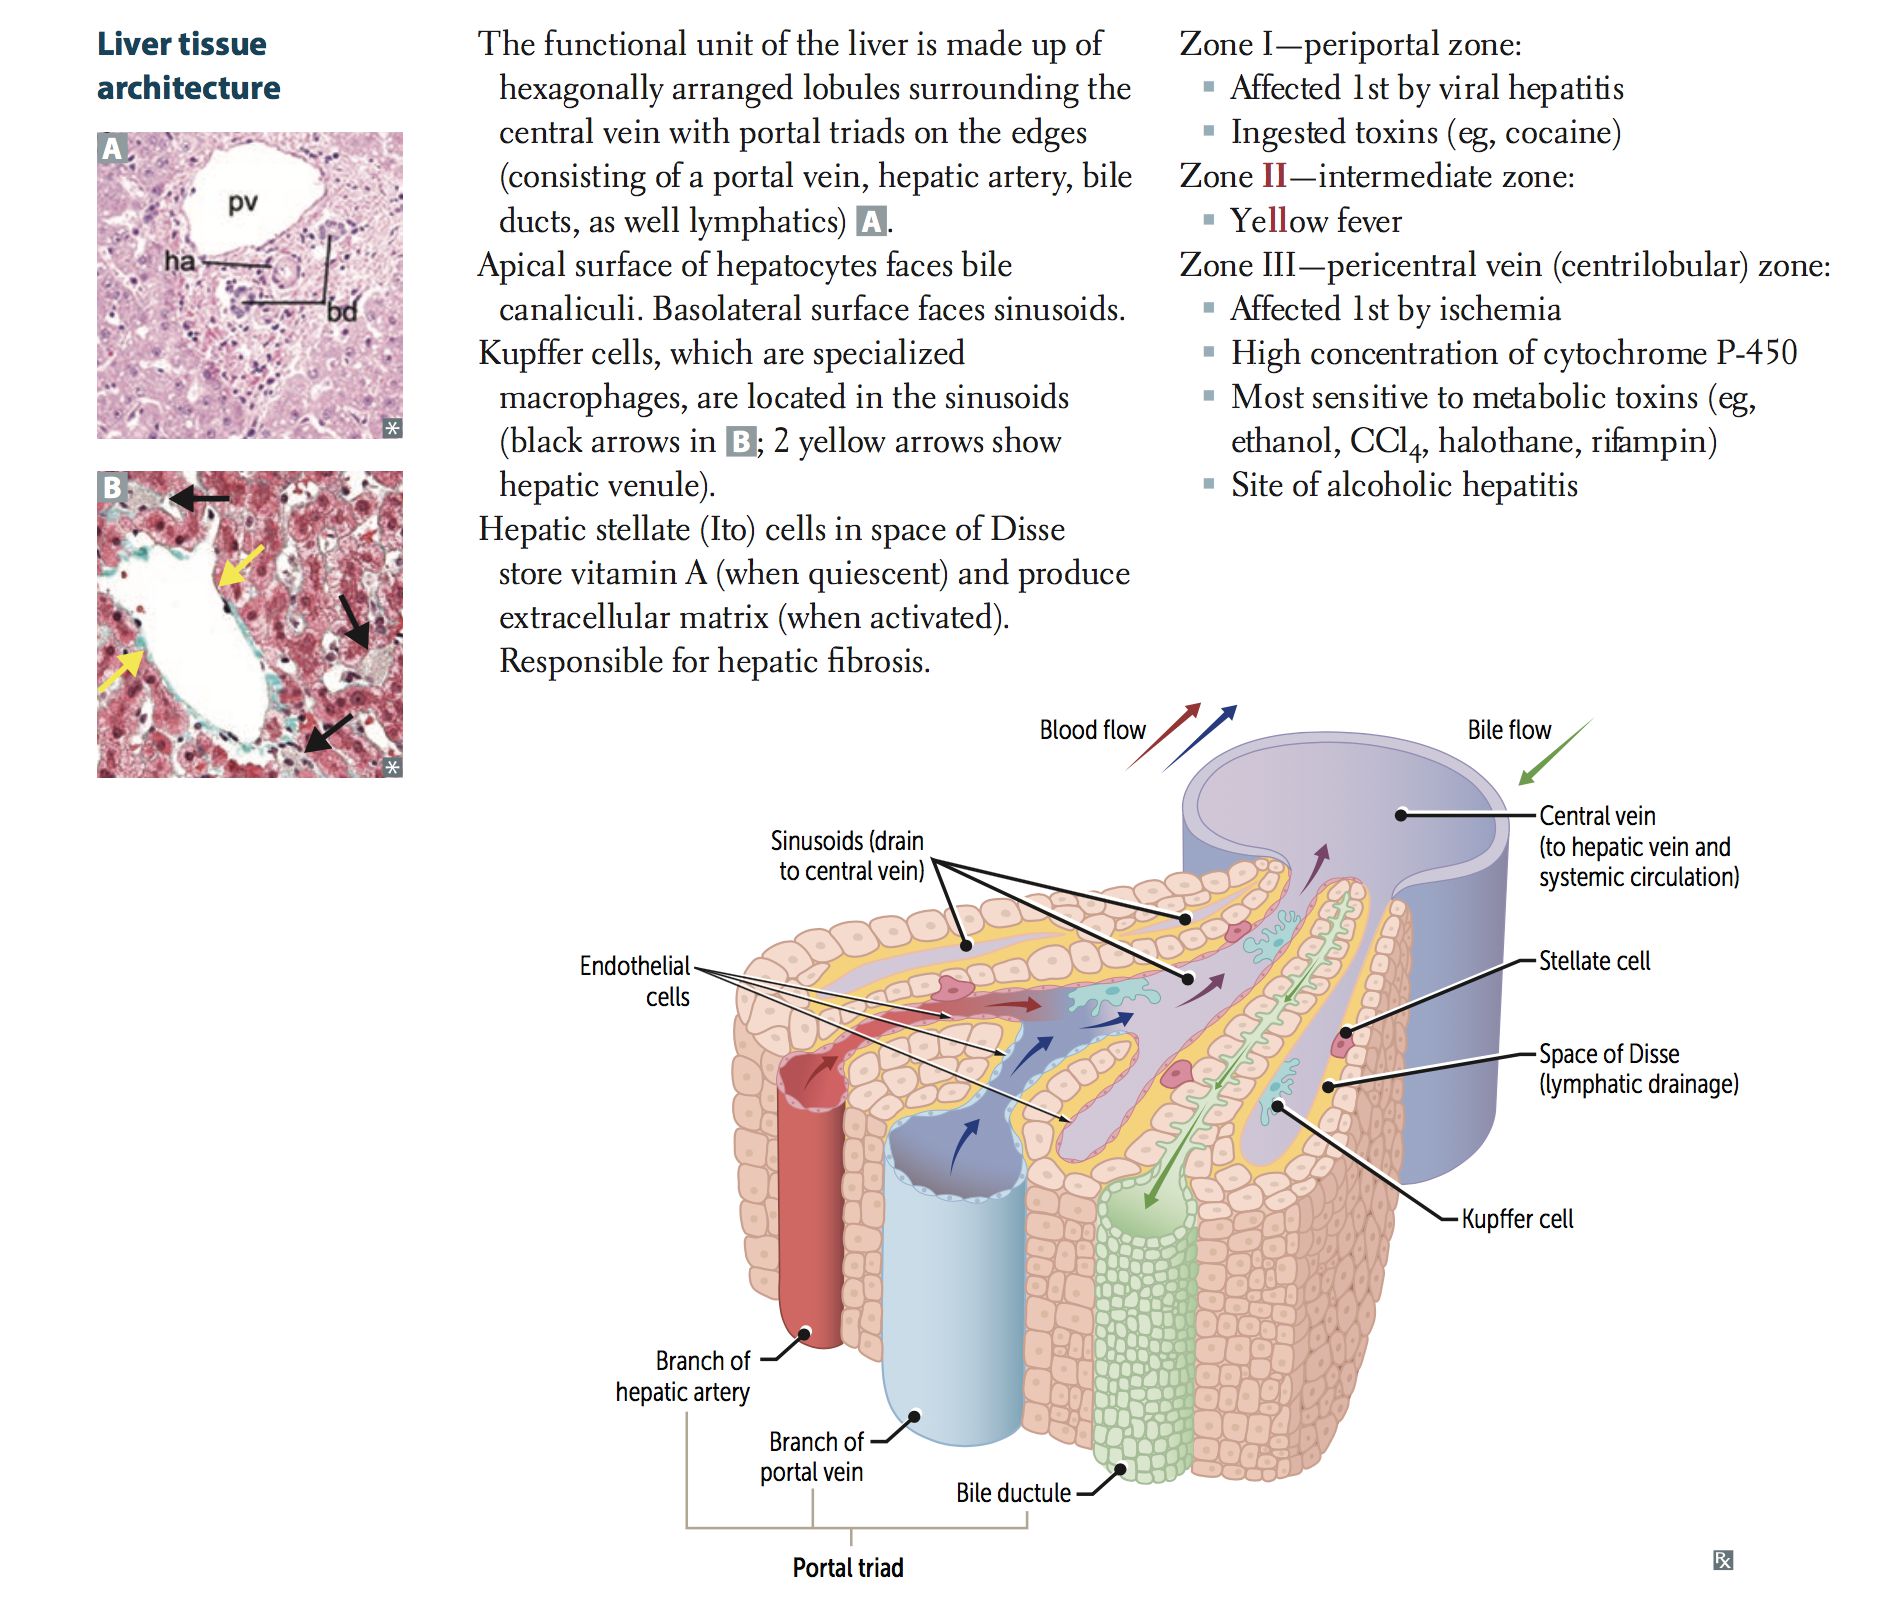 Liver tissue
architecture
A
pv
ha
bd
*
B
*
The functional unit of the liver is made up of
hexagonally arranged lobules surrounding the
central vein with portal triads on the edges
(consisting of a portal vein, hepatic artery, bile
ducts, as well lymphatics) A.
Apical surface of hepatocytes faces bile
canaliculi. Basolateral surface faces sinusoids.
Kupffer cells, which are specialized
macrophages, are located in the sinusoids
(black arrows in B; 2 yellow arrows show
hepatic venule).
Hepatic stellate (Ito) cells in space of Disse
store vitamin A (when quiescent) and produce
extracellular matrix (when activated).
Responsible for hepatic fibrosis.
Zone I—periportal zone:
▪ Affected 1st by viral hepatitis
▪ Ingested toxins (eg, cocaine)
Zone II—intermediate zone:
▪ Yellow fever
Zone III—pericentral vein (centrilobular) zone:
▪ Affected 1st by ischemia
▪ High concentration of cytochrome P-450
▪ Most sensitive to metabolic toxins (eg,
ethanol, CCl₄, halothane, rifampin)
▪ Site of alcoholic hepatitis
Blood flow
Bile flow
Sinusoids (drain
to central vein)
Central vein
(to hepatic vein and
systemic circulation)
Endothelial
cells
Stellate cell
Space of Disse
(lymphatic drainage)
Kupffer cell
Branch of
hepatic artery
Branch of
portal vein
Bile ductule
Portal triad
Rx